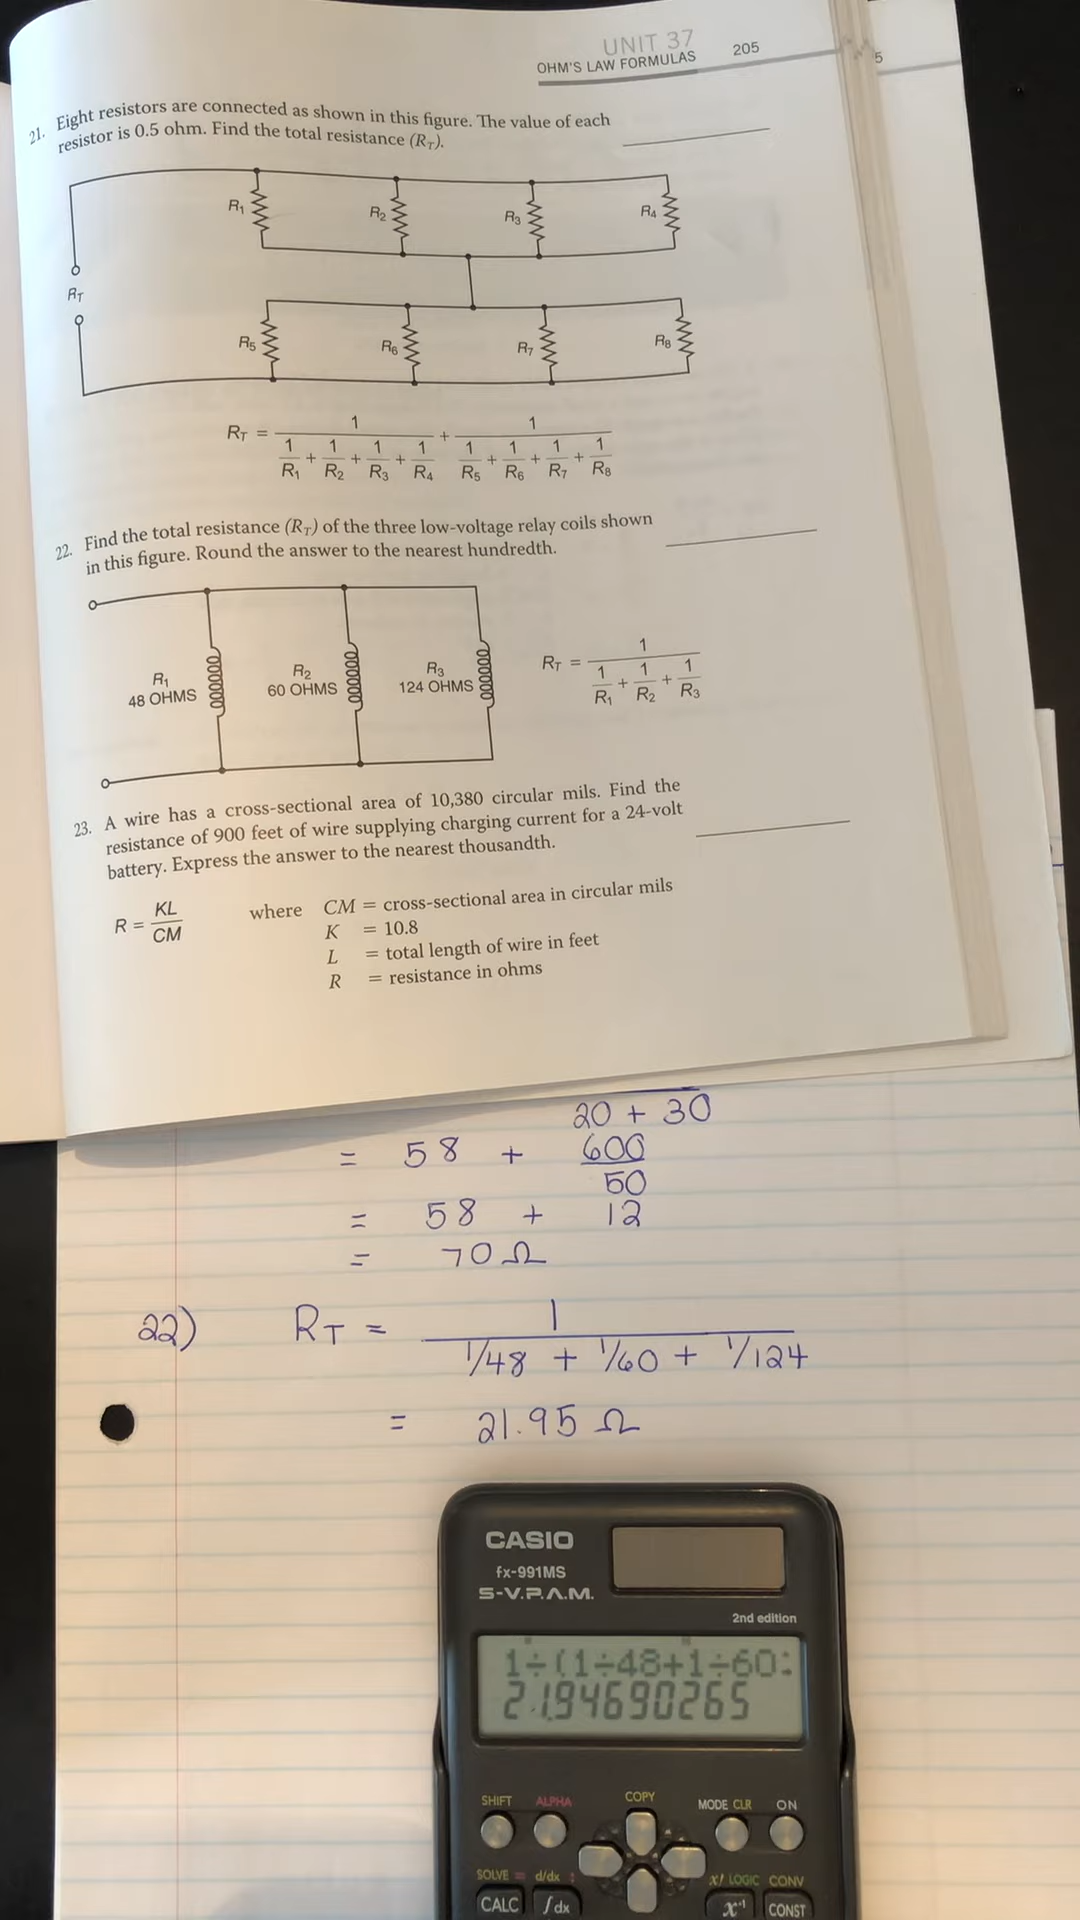 UNIT 37
OHM'S LAW FORMULAS 205
5
21. Eight resistors are connected as shown in this figure. The value of each
resistor is 0.5 ohm. Find the total resistance (R_T).
R₁ R₂ R₃ R₄
R_T
R₅ R₆ R₇ R₈
R_T = 1 / (1/R₁ + 1/R₂ + 1/R₃ + 1/R₄) + 1 / (1/R₅ + 1/R₆ + 1/R₇ + 1/R₈)
22. Find the total resistance (R_T) of the three low-voltage relay coils shown
in this figure. Round the answer to the nearest hundredth.
R₁
48 OHMS
R₂
60 OHMS
R₃
124 OHMS
R_T = 1 / (1/R₁ + 1/R₂ + 1/R₃)
23. A wire has a cross-sectional area of 10,380 circular mils. Find the
resistance of 900 feet of wire supplying charging current for a 24-volt
battery. Express the answer to the nearest thousandth.
R = KL/CM
where CM = cross-sectional area in circular mils
K = 10.8
L = total length of wire in feet
R = resistance in ohms
20 + 30
= 58 + 600/50
= 58 + 12
= 70 Ω
22) R_T = 1 / (1/48 + 1/60 + 1/124)
= 21.95 Ω
CASIO
fx-991MS
S-V.P.A.M.
2nd edition
1÷(1÷48+1÷60÷
21.94690265
SHIFT ALPHA COPY MODE CLR ON
SOLVE = d/dx : x! LOGIC CONV
CALC ∫dx x⁻¹ CONST